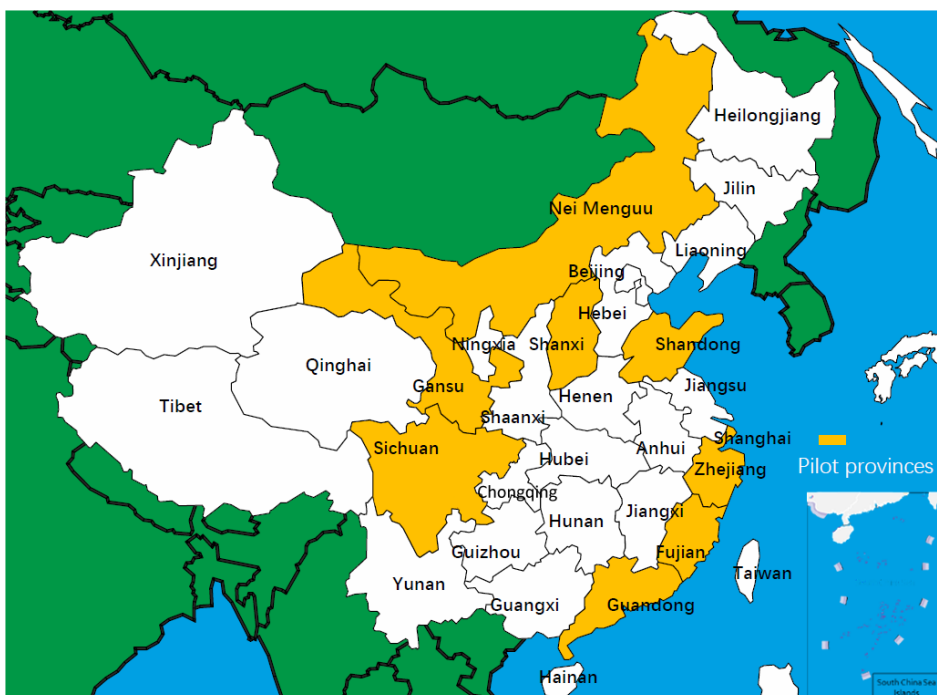 Heilongjiang
Jilin
Nei Menguu
Liaoning
Xinjiang
Beijing
Hebei
Ningxia
Shanxi
Shandong
Qinghai
Gansu
Jiangsu
Henen
Tibet
Shaanxi
Shanghai
Sichuan
Anhui
Hubei
Zhejiang
Pilot provinces
Chongqing
Hunan
Jiangxi
Guizhou
Fujian
Taiwan
Yunan
Guangxi
Guandong
Hainan
South China Sea
Islands